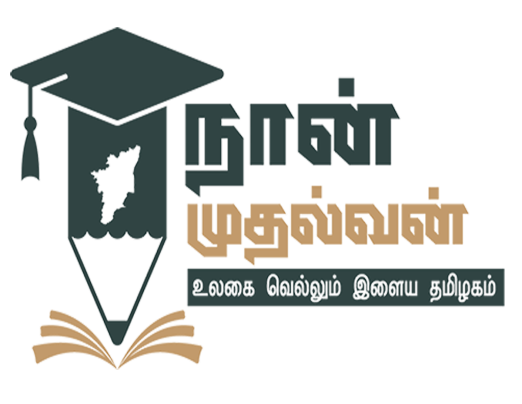 நான்
முதல்வன்
உலகை வெல்லும் இளைய தமிழகம்